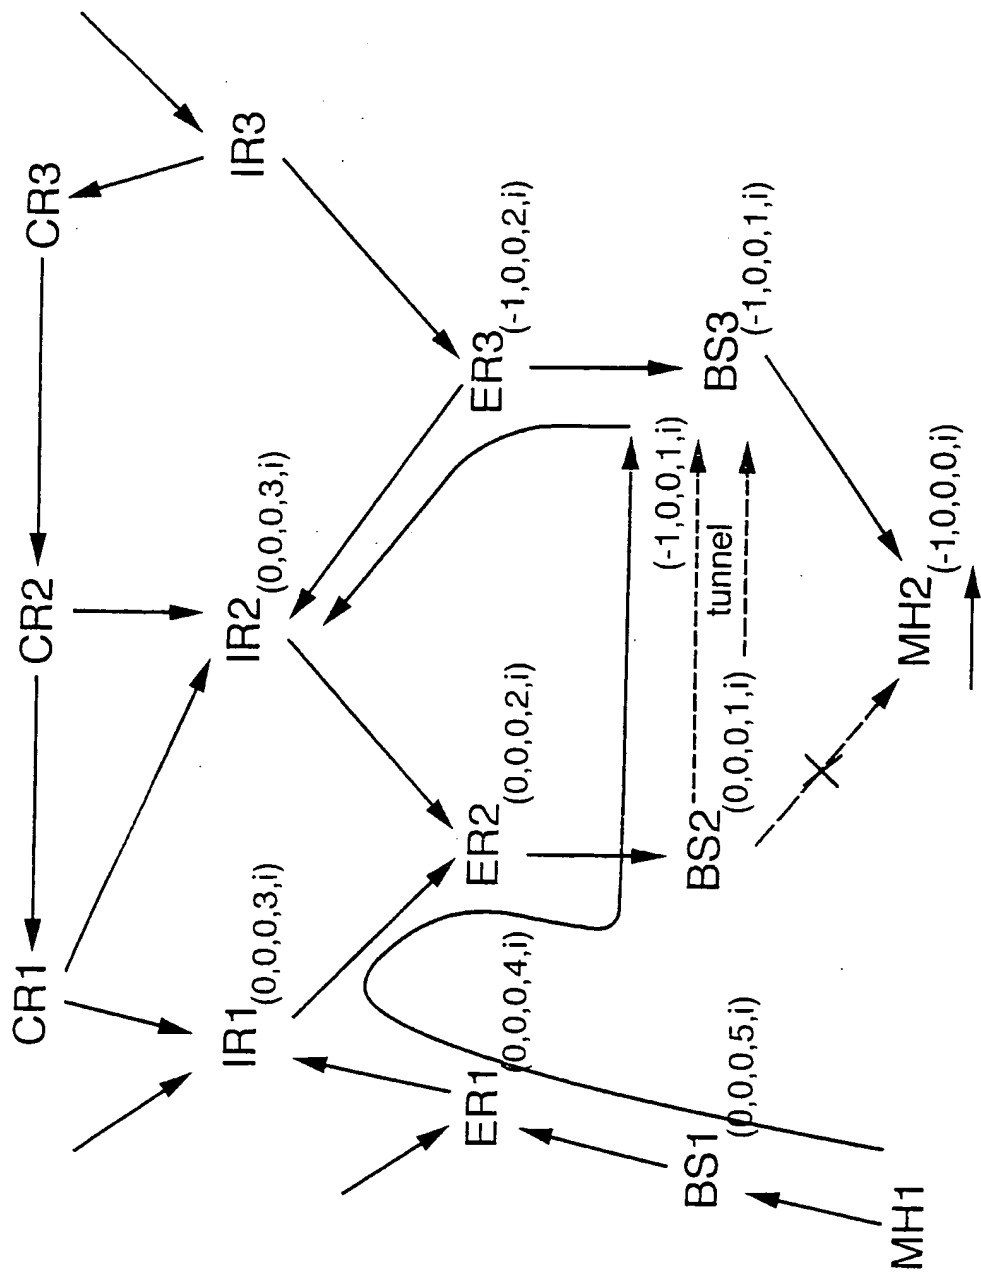 CR1
CR2
CR3
IR1
(0,0,0,3,i)
IR2
(0,0,0,3,i)
IR3
ER1
(0,0,0,4,i)
ER2
(0,0,0,2,i)
ER3
(-1,0,0,2,i)
BS1
(0,0,0,5,i)
BS2
(0,0,0,1,i)
(-1,0,0,1,i)
tunnel
BS3
(-1,0,0,1,i)
MH1
MH2
(-1,0,0,0,i)